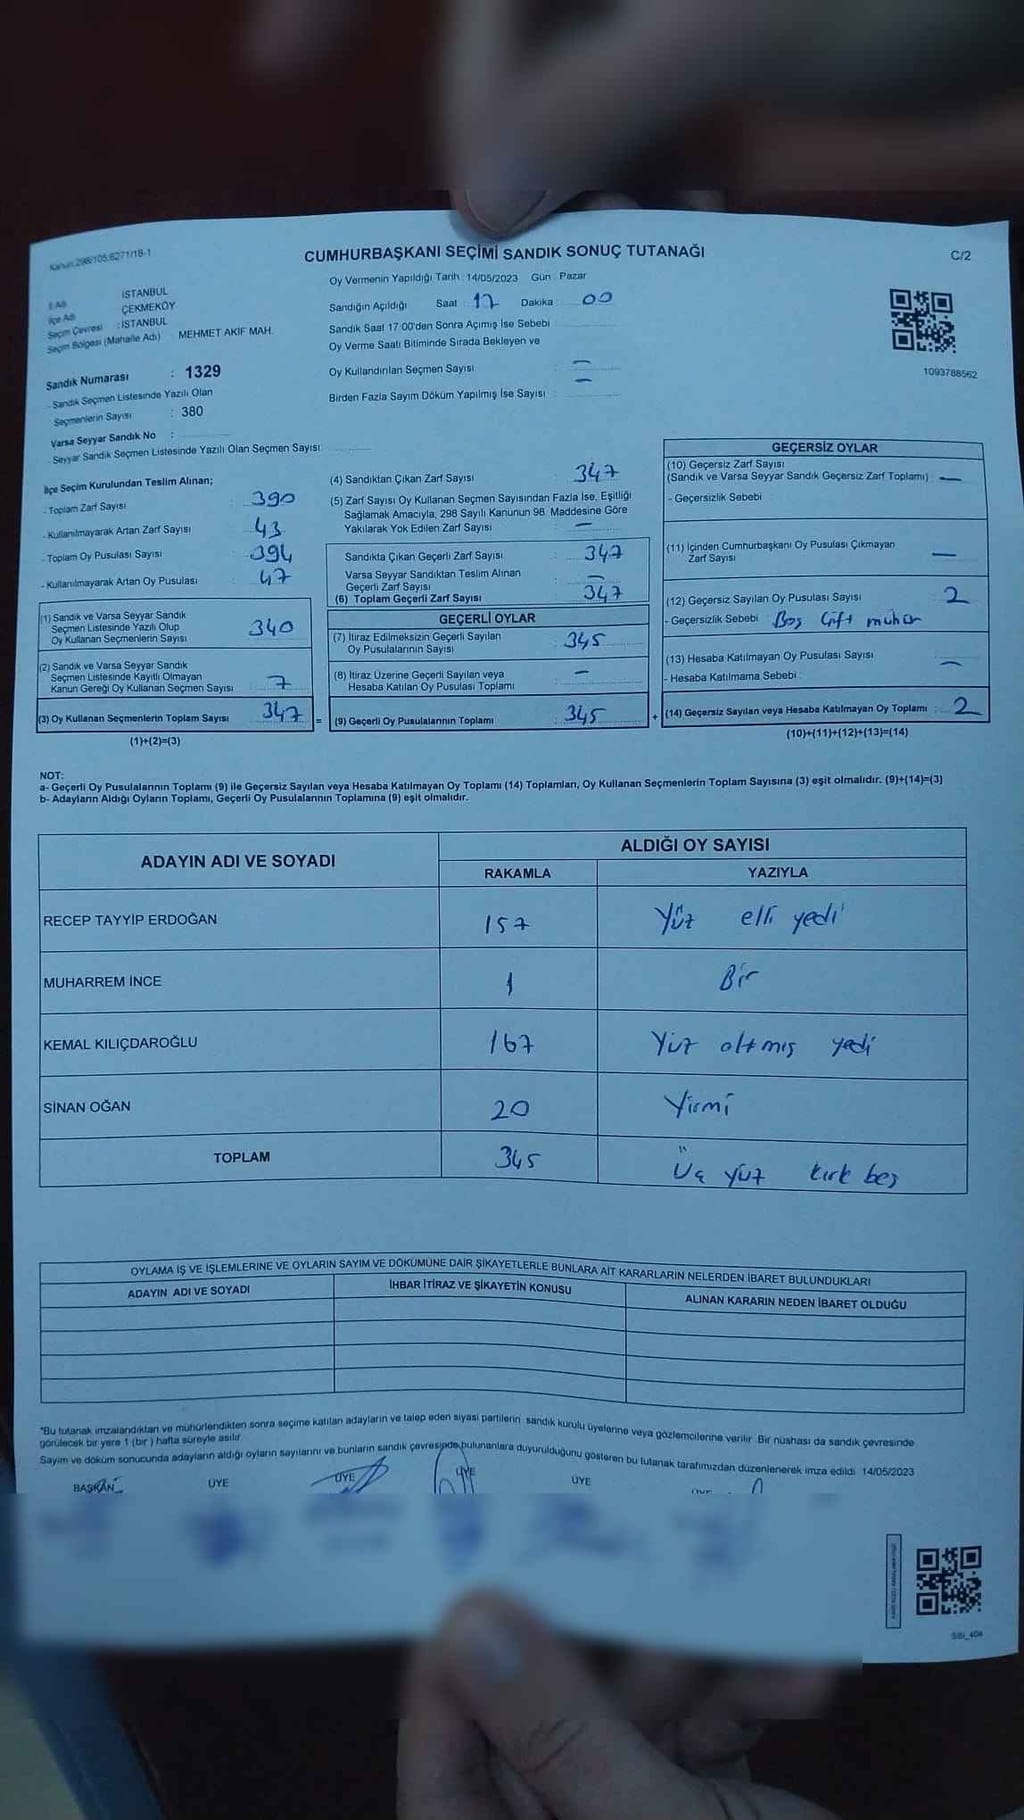 Kanun:298/105;6271/18-1
CUMHURBAŞKANI SEÇİMİ SANDIK SONUÇ TUTANAĞI
C/2
Oy Vermenin Yapıldığı Tarih : 14/05/2023 Gün : Pazar
İl Adı : İSTANBUL
İlçe Adı : ÇEKMEKÖY
Seçim Çevresi : İSTANBUL
Seçim Bölgesi (Mahalle Adı) MEHMET AKİF MAH.
Sandığın Açıldığı Saat 17 Dakika 00
Sandık Saat 17:00'den Sonra Açılmış İse Sebebi
Oy Verme Saati Bitiminde Sırada Bekleyen ve
Oy Kullandırılan Seçmen Sayısı : —
Birden Fazla Sayım Döküm Yapılmış İse Sayısı : —
1093788562
Sandık Numarası : 1329
- Sandık Seçmen Listesinde Yazılı Olan
Seçmenlerin Sayısı : 380
Varsa Seyyar Sandık No :
- Seyyar Sandık Seçmen Listesinde Yazılı Olan Seçmen Sayısı:
İlçe Seçim Kurulundan Teslim Alınan;
- Toplam Zarf Sayısı : 390
- Kullanılmayarak Artan Zarf Sayısı : 43
- Toplam Oy Pusulası Sayısı : 394
- Kullanılmayarak Artan Oy Pusulası : 47
(1) Sandık ve Varsa Seyyar Sandık
Seçmen Listesinde Yazılı Olup
Oy Kullanan Seçmenlerin Sayısı : 340
(2) Sandık ve Varsa Seyyar Sandık
Seçmen Listesinde Kayıtlı Olmayan
Kanun Gereği Oy Kullanan Seçmen Sayısı : 7
(3) Oy Kullanan Seçmenlerin Toplam Sayısı : 347 =
(1)+(2)=(3)
(4) Sandıktan Çıkan Zarf Sayısı : 347
(5) Zarf Sayısı Oy Kullanan Seçmen Sayısından Fazla İse, Eşitliği
Sağlamak Amacıyla, 298 Sayılı Kanunun 98. Maddesine Göre
Yakılarak Yok Edilen Zarf Sayısı : —
Sandıkta Çıkan Geçerli Zarf Sayısı : 347
Varsa Seyyar Sandıktan Teslim Alınan
Geçerli Zarf Sayısı : —
(6) Toplam Geçerli Zarf Sayısı : 347
GEÇERLİ OYLAR
(7) İtiraz Edilmeksizin Geçerli Sayılan
Oy Pusulalarının Sayısı : 345
(8) İtiraz Üzerine Geçerli Sayılan veya
Hesaba Katılan Oy Pusulası Toplamı : —
(9) Geçerli Oy Pusulalarının Toplamı : 345 +
GEÇERSİZ OYLAR
(10) Geçersiz Zarf Sayısı
(Sandık ve Varsa Seyyar Sandık Geçersiz Zarf Toplamı) : —
- Geçersizlik Sebebi
(11) İçinden Cumhurbaşkanı Oy Pusulası Çıkmayan
Zarf Sayısı : —
(12) Geçersiz Sayılan Oy Pusulası Sayısı : 2
- Geçersizlik Sebebi : Boş Çift mühür
(13) Hesaba Katılmayan Oy Pusulası Sayısı : —
- Hesaba Katılmama Sebebi :
(14) Geçersiz Sayılan veya Hesaba Katılmayan Oy Toplamı : 2
(10)+(11)+(12)+(13)=(14)
NOT:
a- Geçerli Oy Pusulalarının Toplamı (9) ile Geçersiz Sayılan veya Hesaba Katılmayan Oy Toplamı (14) Toplamları, Oy Kullanan Seçmenlerin Toplam Sayısına (3) eşit olmalıdır. (9)+(14)=(3)
b- Adayların Aldığı Oyların Toplamı, Geçerli Oy Pusulalarının Toplamına (9) eşit olmalıdır.
ADAYIN ADI VE SOYADI
ALDIĞI OY SAYISI
RAKAMLA YAZIYLA
RECEP TAYYİP ERDOĞAN 157 Yüz elli yedi
MUHARREM İNCE 1 Bir
KEMAL KILIÇDAROĞLU 167 Yüz altmış yedi
SİNAN OĞAN 20 Yirmi
TOPLAM 345 Üç yüz kırk beş
OYLAMA İŞ VE İŞLEMLERİNE VE OYLARIN SAYIM VE DÖKÜMÜNE DAİR ŞİKAYETLERLE BUNLARA AİT KARARLARIN NELERDEN İBARET BULUNDUKLARI
ADAYIN ADI VE SOYADI İHBAR İTİRAZ VE ŞİKAYETİN KONUSU ALINAN KARARIN NEDEN İBARET OLDUĞU
*Bu tutanak imzalandıktan ve mühürlendikten sonra seçime katılan adayların ve talep eden siyasi partilerin sandık kurulu üyelerine veya gözlemcilerine verilir. Bir nüshası da sandık çevresinde
görülecek bir yere 1 (bir) hafta süreyle asılır.
Sayım ve döküm sonucunda adayların aldığı oyların sayılarını ve bunların sandık çevresinde bulunanlara duyurulduğunu gösteren bu tutanak tarafımızdan düzenlenerek imza edildi. 14/05/2023
BAŞKAN ÜYE ÜYE ÜYE ÜYE
SBİ_404